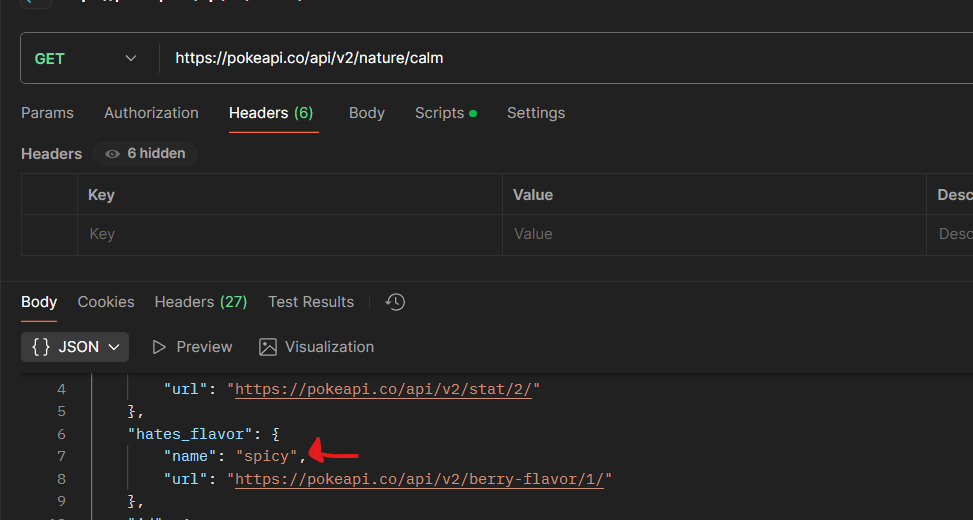 GET https://pokeapi.co/api/v2/nature/calm
Params Authorization Headers (6) Body Scripts Settings
Headers 6 hidden
Key Value Desc
Key Value Desc
Body Cookies Headers (27) Test Results
{} JSON Preview Visualization
4 "url": "https://pokeapi.co/api/v2/stat/2/"
5 },
6 "hates_flavor": {
7 "name": "spicy",
8 "url": "https://pokeapi.co/api/v2/berry-flavor/1/"
9 },